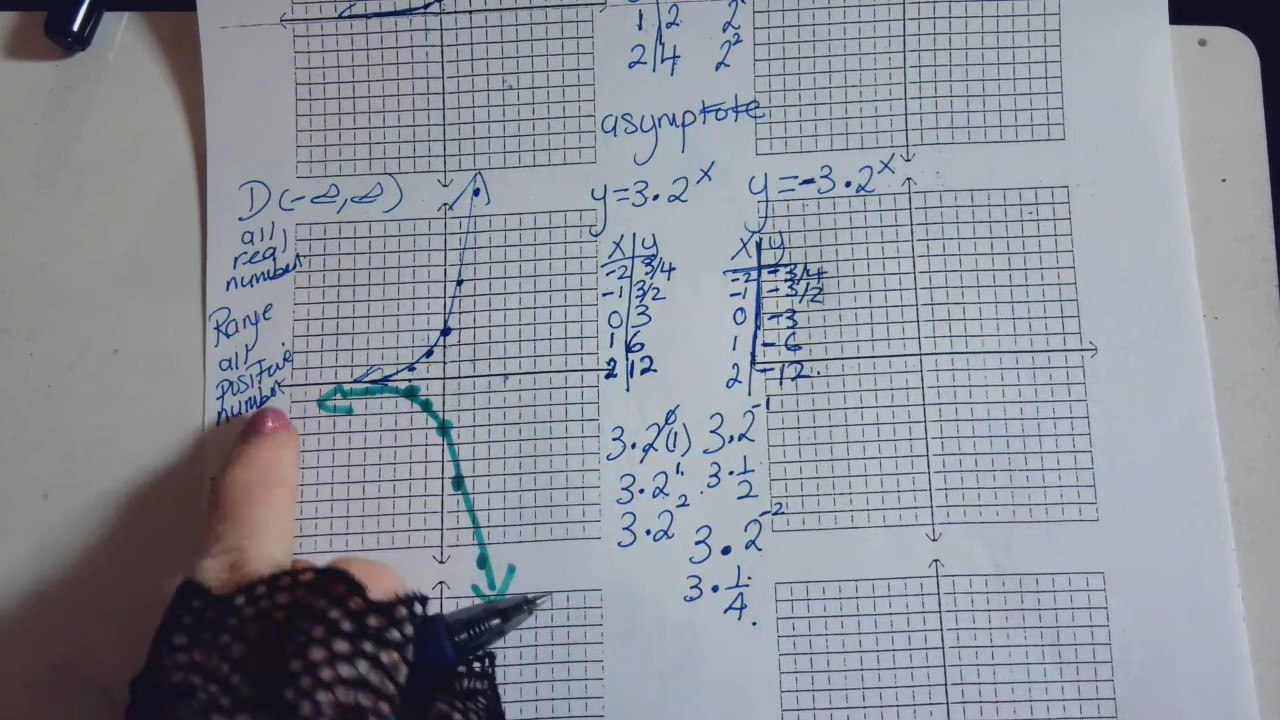 1 | 2 2
2 | 4 2²
asymptote
D (-∞, ∞)
all
real
number
Range
all
positive
number
y = 3 · 2ˣ
x | y
-2 | 3/4
-1 | 3/2
0 | 3
1 | 6
2 | 12
y = -3 · 2ˣ
x | y
-2 | -3/4
-1 | -3/2
0 | -3
1 | -6
2 | -12
3 · 2⁰ (1)
3 · 2¹
3 · 2²
3 · 2⁻¹
3 · 1/2
3 · 2⁻²
3 · 1/4